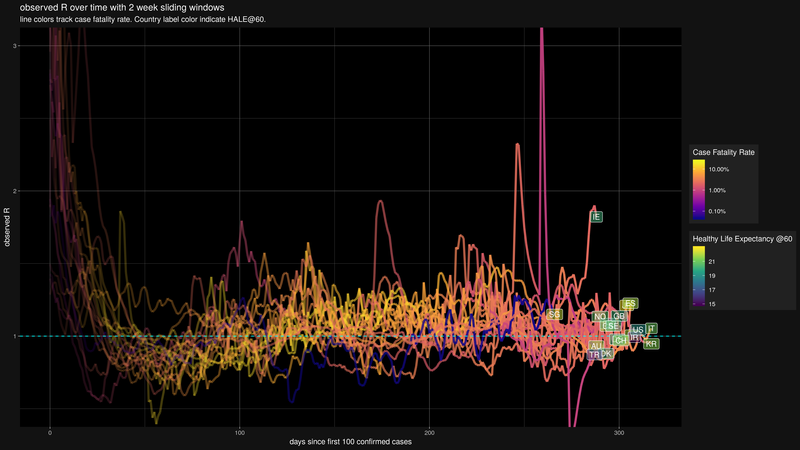 observed R over time with 2 week sliding windows
line colors track case fatality rate. Country label color indicate HALE@60.
3
2
1
observed R
0
100
200
300
days since first 100 confirmed cases
IE
SG
ES
NO
GB
SE
US
IT
IR
CH
KR
AU
TR
DK
Case Fatality Rate
10.00%
1.00%
0.10%
Healthy Life Expectancy @60
21
19
17
15